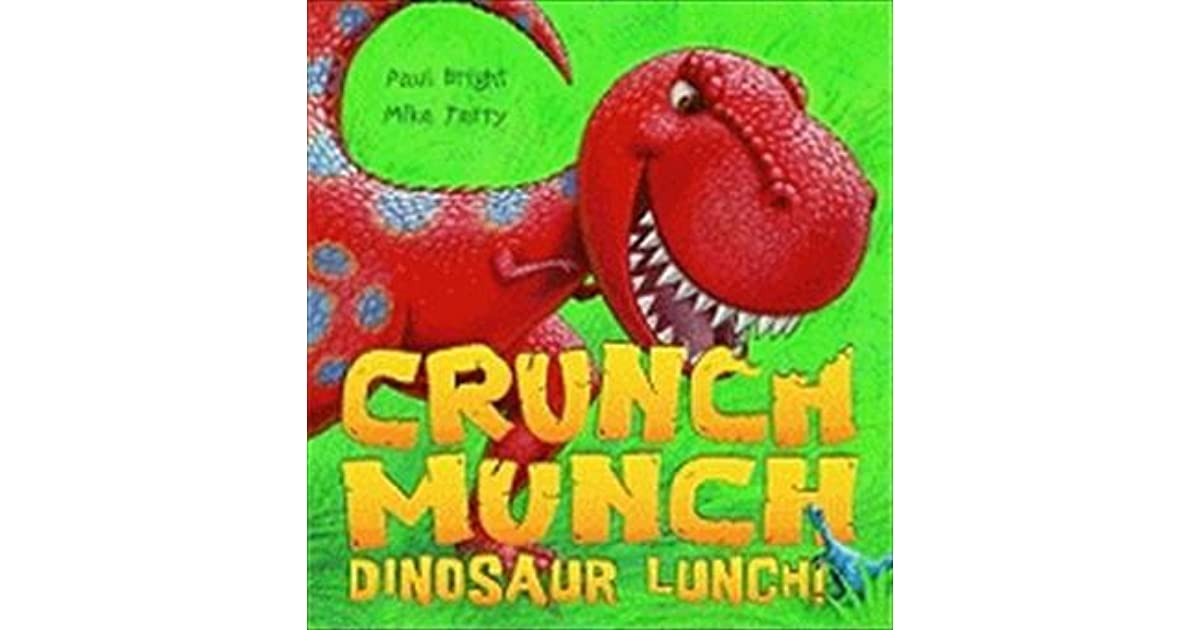 Paul Bright
Mike Terry
CRUNCH
MUNCH
DINOSAUR LUNCH!